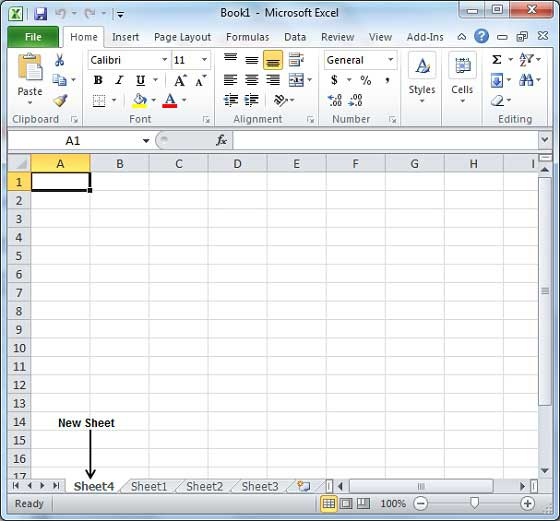 Book1 - Microsoft Excel
File Home Insert Page Layout Formulas Data Review View Add-Ins
Calibri 11 General Σ
Paste B I U A $ % , Styles Cells
Clipboard Font Alignment Number Editing
A1 fx
A B C D E F G H I
1
2
3
4
5
6
7
8
9
10
11
12
13
14 New Sheet
15
16
17
Sheet4 Sheet1 Sheet2 Sheet3
Ready 100%